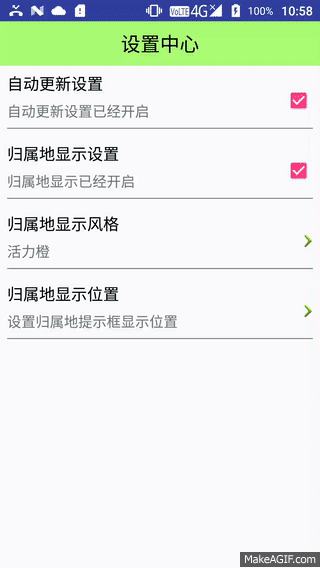 VoLTE 4G 100% 10:58
设置中心
自动更新设置
自动更新设置已经开启
归属地显示设置
归属地显示已经开启
归属地显示风格
活力橙
归属地显示位置
设置归属地提示框显示位置
MakeAGIF.com